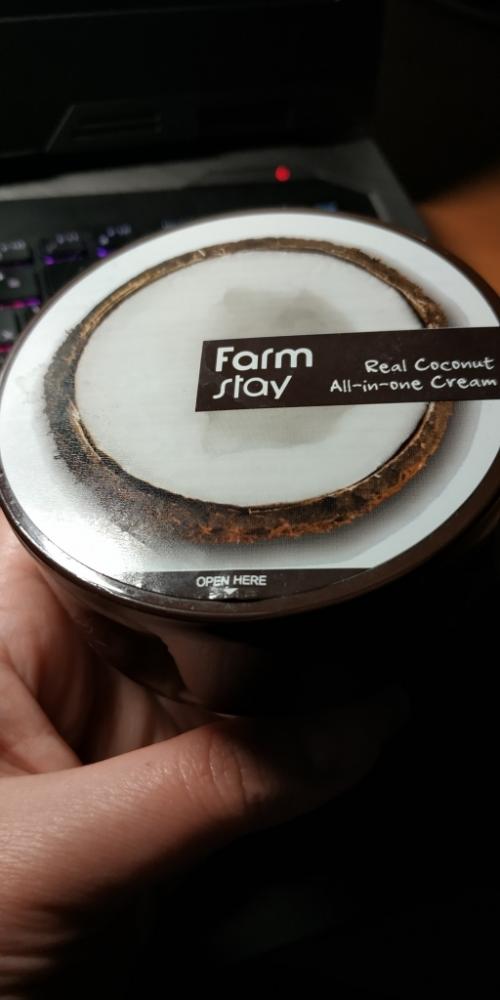 Farm
stay
Real Coconut
All-in-one Cream
OPEN HERE